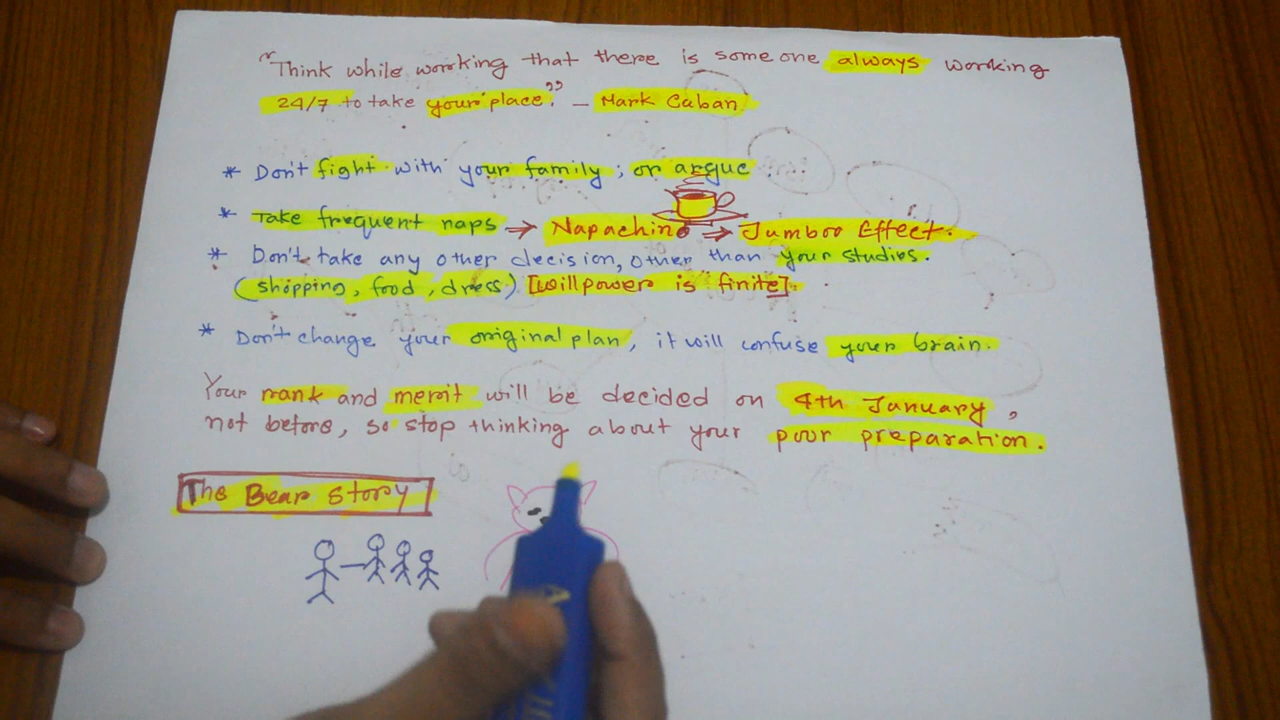 "Think while working that there is some one always working
24/7 to take your place." - Mark Caban
* Don't fight with your family; or argue
* Take frequent naps → Napachino → Jumboo Effect.
* Don't take any other decision, other than your studies.
(shopping, food, dress) [willpower is finite].
* Don't change your original plan, it will confuse your brain.
Your rank and merit will be decided on 4th January,
not before, so stop thinking about your poor preparation.
The Bear Story